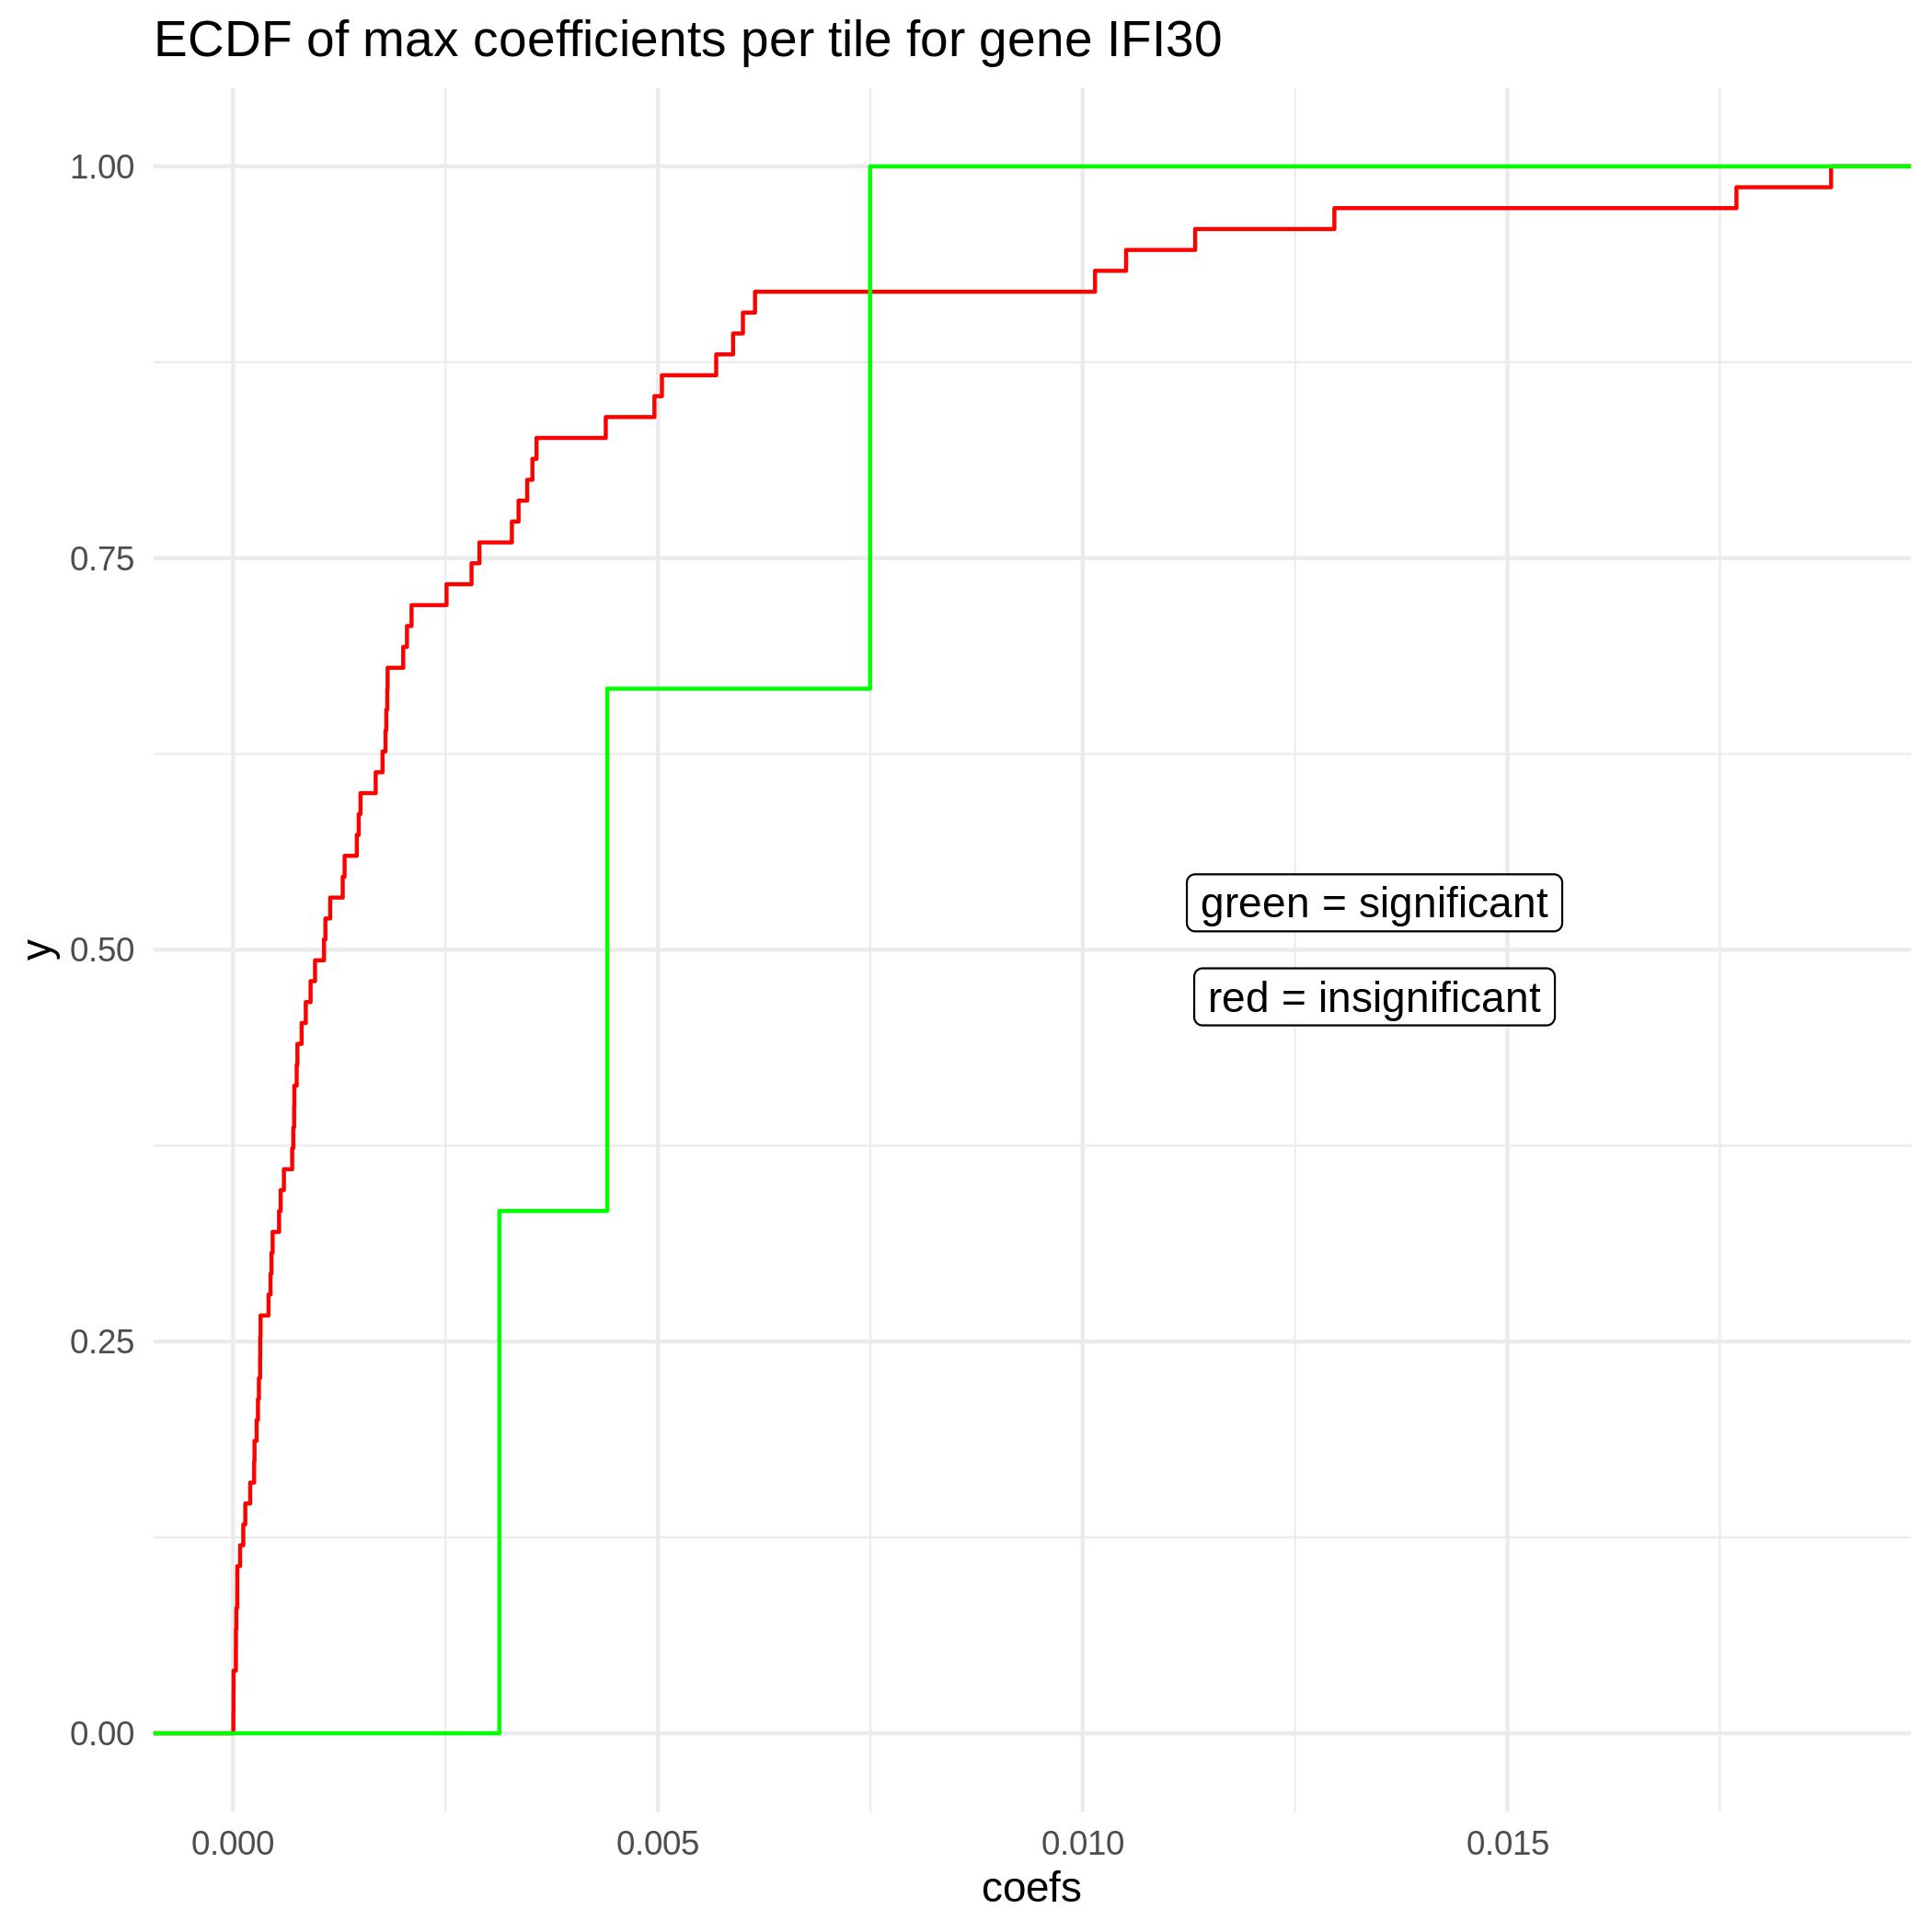 ECDF of max coefficients per tile for gene IFI30
1.00
0.75
0.50
0.25
0.00
y
green = significant
red = insignificant
0.000
0.005
0.010
0.015
coefs